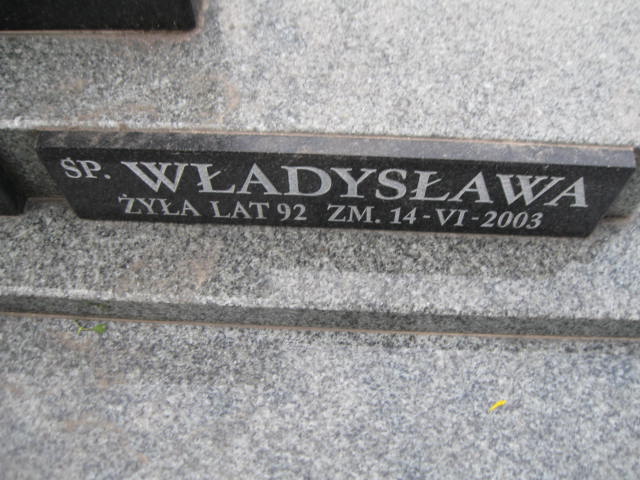 ŚP. WŁADYSŁAWA
ŻYŁA LAT 92 ZM. 14-VI-2003